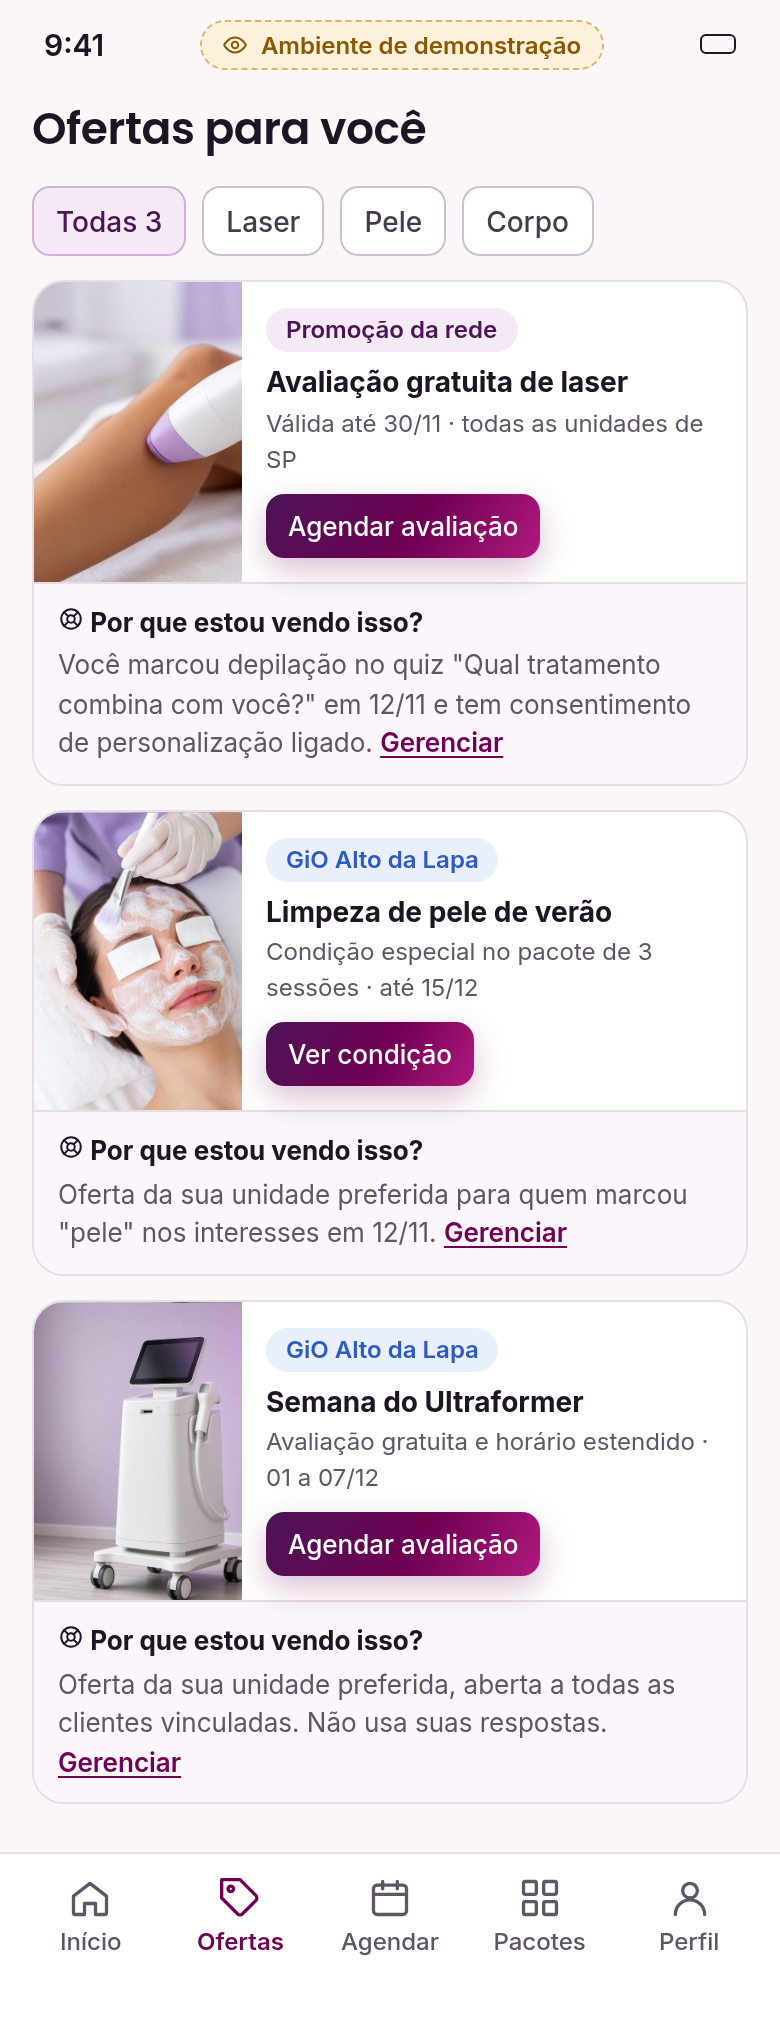 9:41
Ambiente de demonstração
Ofertas para você
Todas 3
Laser
Pele
Corpo
Promoção da rede
Avaliação gratuita de laser
Válida até 30/11 · todas as unidades de
SP
Agendar avaliação
Por que estou vendo isso?
Você marcou depilação no quiz "Qual tratamento
combina com você?" em 12/11 e tem consentimento
de personalização ligado. Gerenciar
GiO Alto da Lapa
Limpeza de pele de verão
Condição especial no pacote de 3
sessões · até 15/12
Ver condição
Por que estou vendo isso?
Oferta da sua unidade preferida para quem marcou
"pele" nos interesses em 12/11. Gerenciar
GiO Alto da Lapa
Semana do Ultraformer
Avaliação gratuita e horário estendido ·
01 a 07/12
Agendar avaliação
Por que estou vendo isso?
Oferta da sua unidade preferida, aberta a todas as
clientes vinculadas. Não usa suas respostas.
Gerenciar
Início
Ofertas
Agendar
Pacotes
Perfil